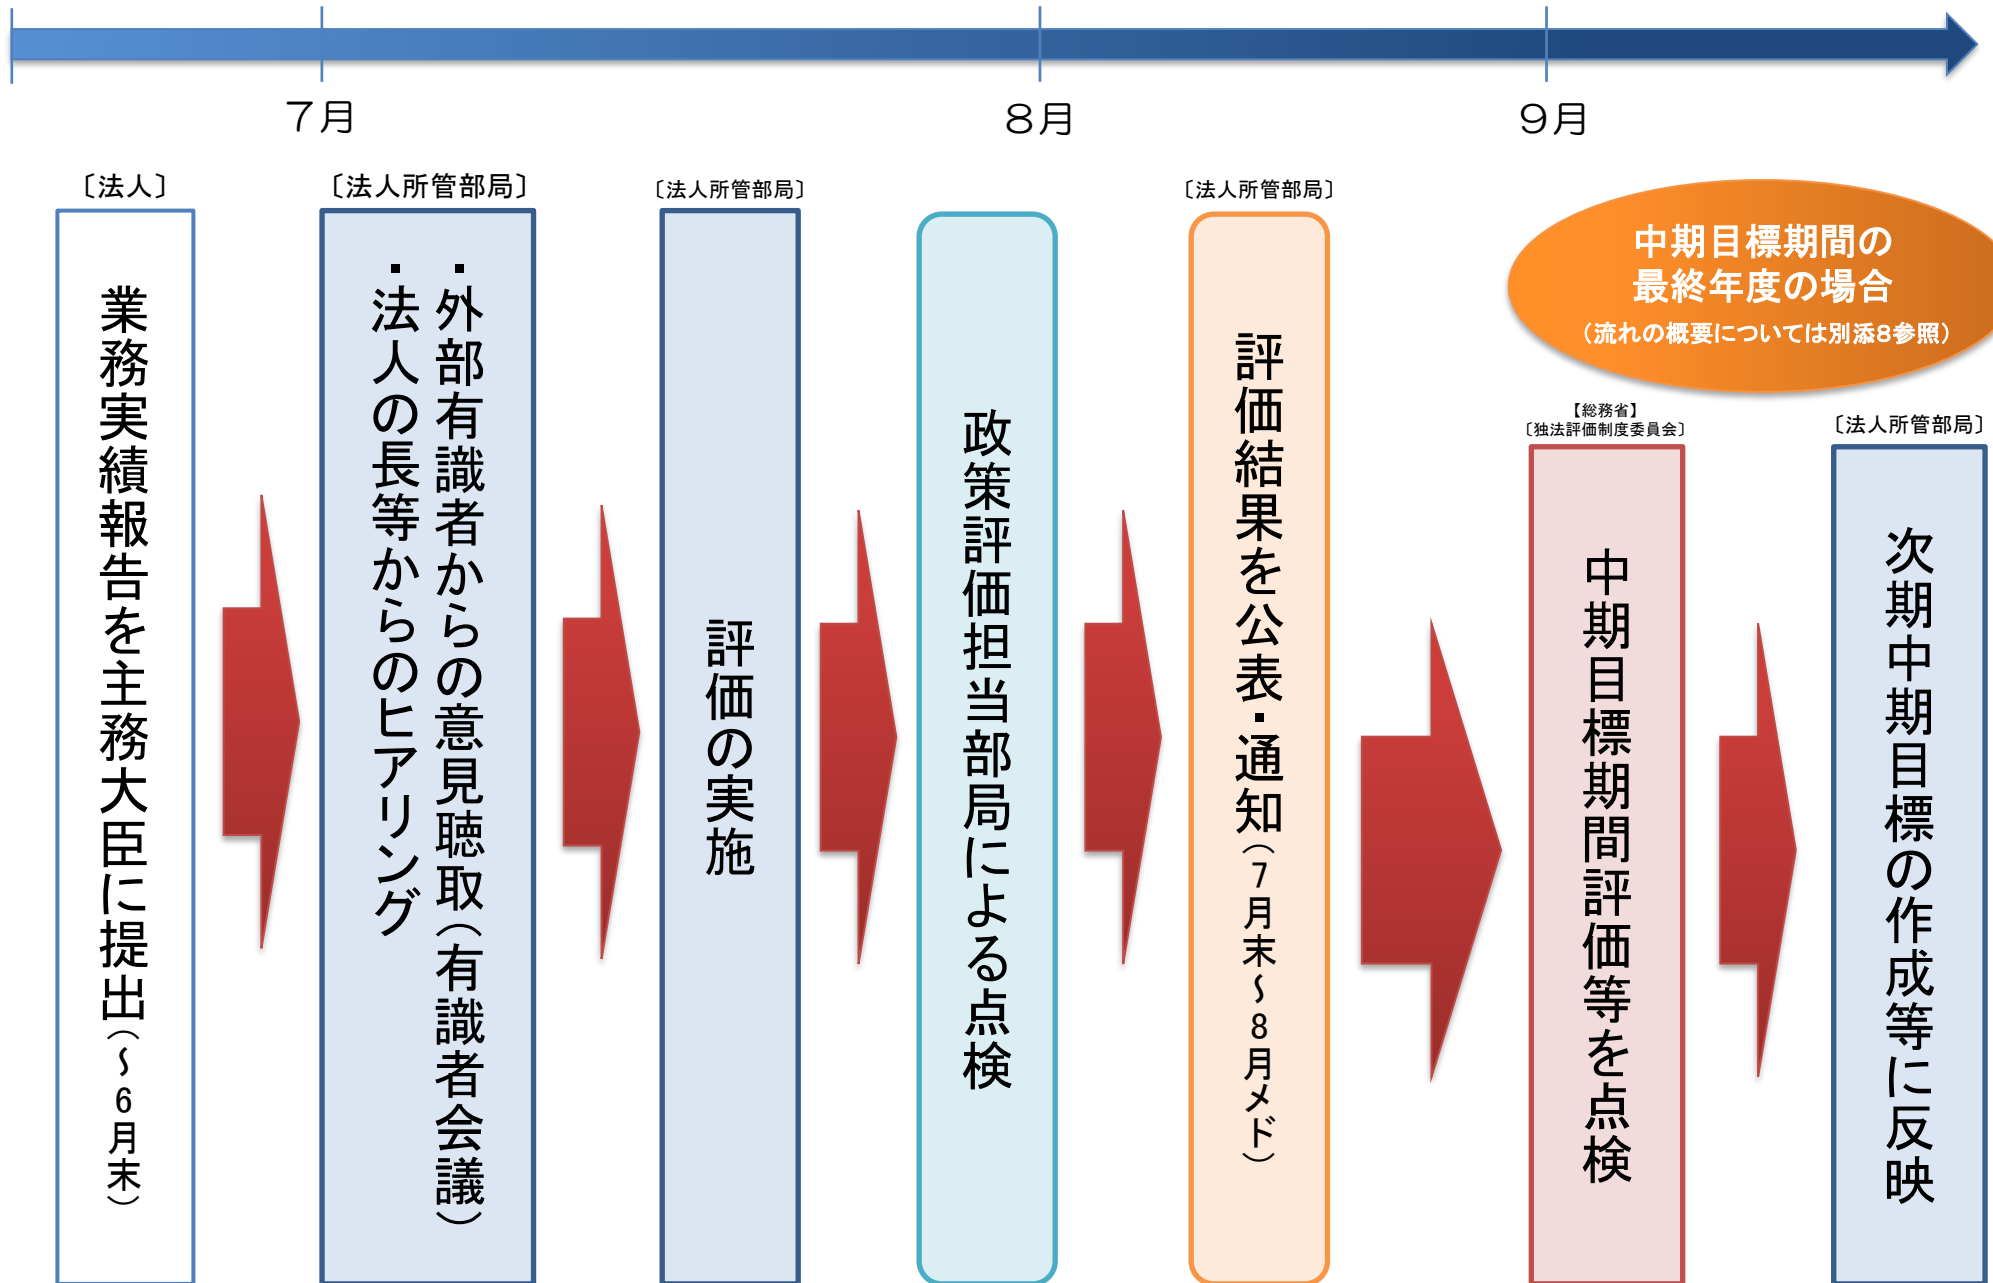 7月
8月
9月
〔法人〕
業務実績報告を主務大臣に提出（～6月末）
〔法人所管部局〕
・外部有識者からの意見聴取（有識者会議）
・法人の長等からのヒアリング
〔法人所管部局〕
評価の実施
政策評価担当部局による点検
〔法人所管部局〕
評価結果を公表・通知（7月末～8月メド）
中期目標期間の
最終年度の場合
（流れの概要については別添8参照）
【総務省】
〔独法評価制度委員会〕
中期目標期間評価等を点検
〔法人所管部局〕
次期中期目標の作成等に反映